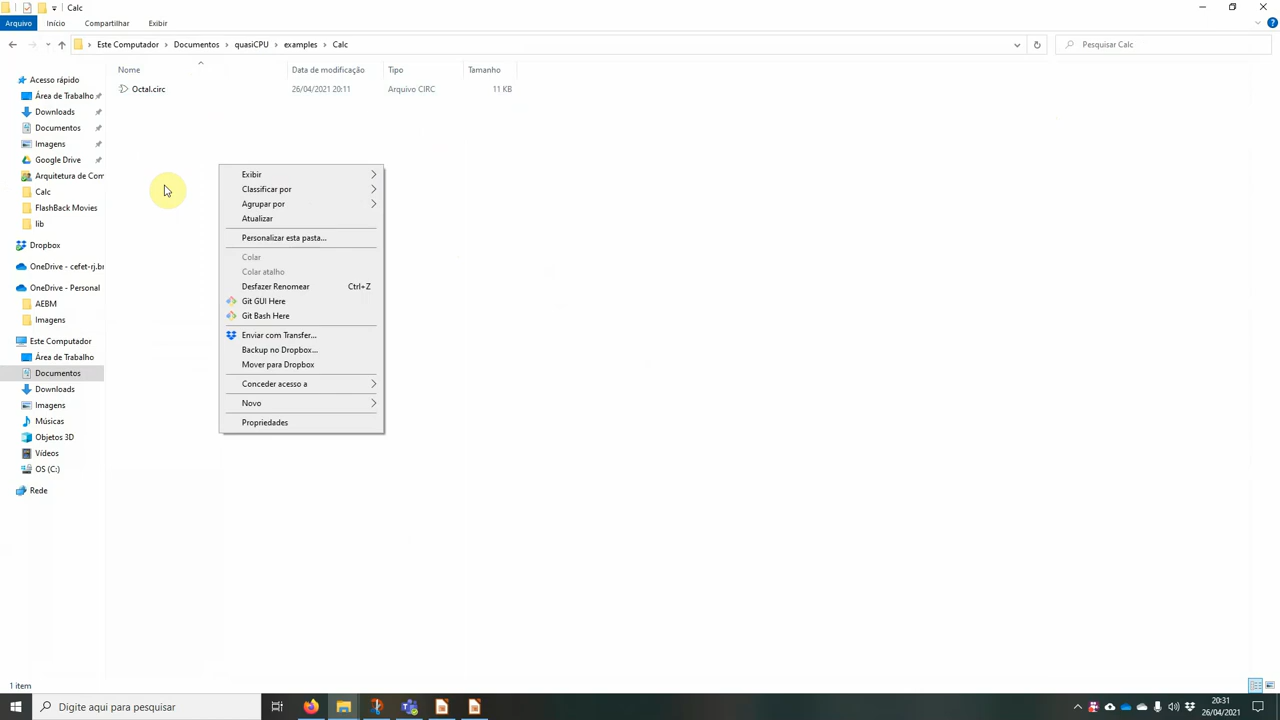 Calc
Arquivo Início Compartilhar Exibir
Este Computador Documentos quasiCPU examples Calc
Pesquisar Calc
Nome Data de modificação Tipo Tamanho
Octal.circ 26/04/2021 20:11 Arquivo CIRC 11 KB
Acesso rápido
Área de Trabalho
Downloads
Documentos
Imagens
Google Drive
Arquitetura de Com
Calc
FlashBack Movies
lib
Dropbox
OneDrive - cefet-rj.br
OneDrive - Personal
AEBM
Imagens
Este Computador
Área de Trabalho
Documentos
Downloads
Imagens
Músicas
Objetos 3D
Vídeos
OS (C:)
Rede
Exibir
Classificar por
Agrupar por
Atualizar
Personalizar esta pasta...
Colar
Colar atalho
Desfazer Renomear Ctrl+Z
Git GUI Here
Git Bash Here
Enviar com Transfer...
Backup no Dropbox...
Mover para Dropbox
Conceder acesso a
Novo
Propriedades
1 item
Digite aqui para pesquisar
20:31
26/04/2021